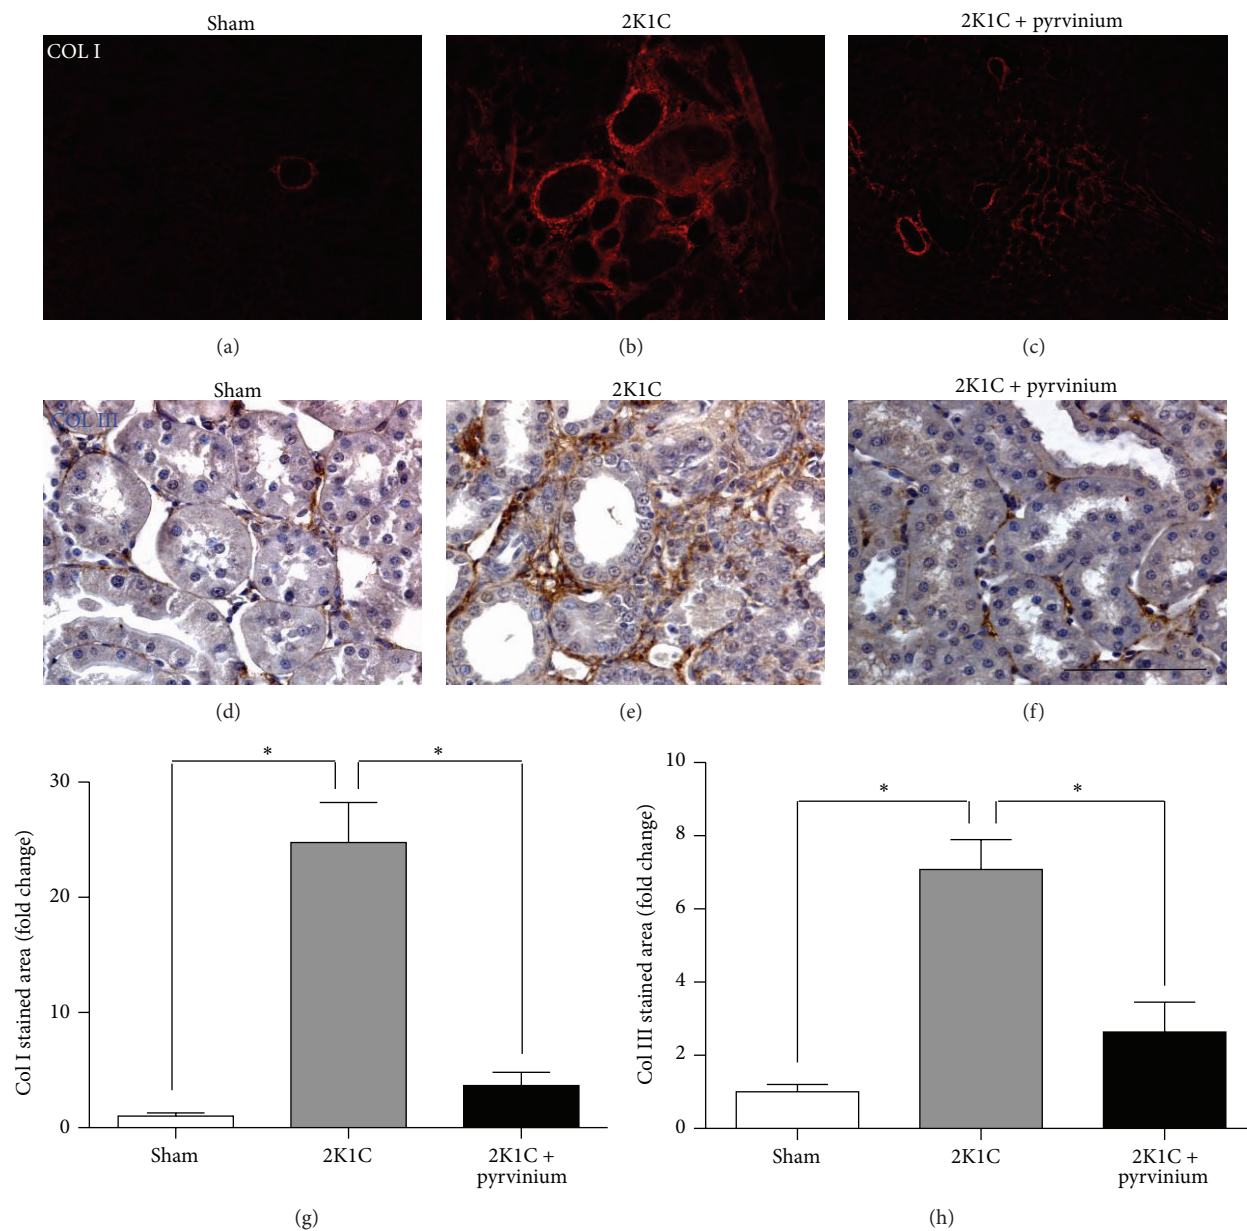 Sham
2K1C
2K1C + pyrvinium
COL I
(a)
(b)
(c)
Sham
2K1C
2K1C + pyrvinium
COL III
(d)
(e)
(f)
Col I stained area (fold change)
30
20
10
0
*
*
Sham
2K1C
2K1C +
pyrvinium
(g)
Col III stained area (fold change)
10
8
6
4
2
0
*
*
Sham
2K1C
2K1C +
pyrvinium
(h)